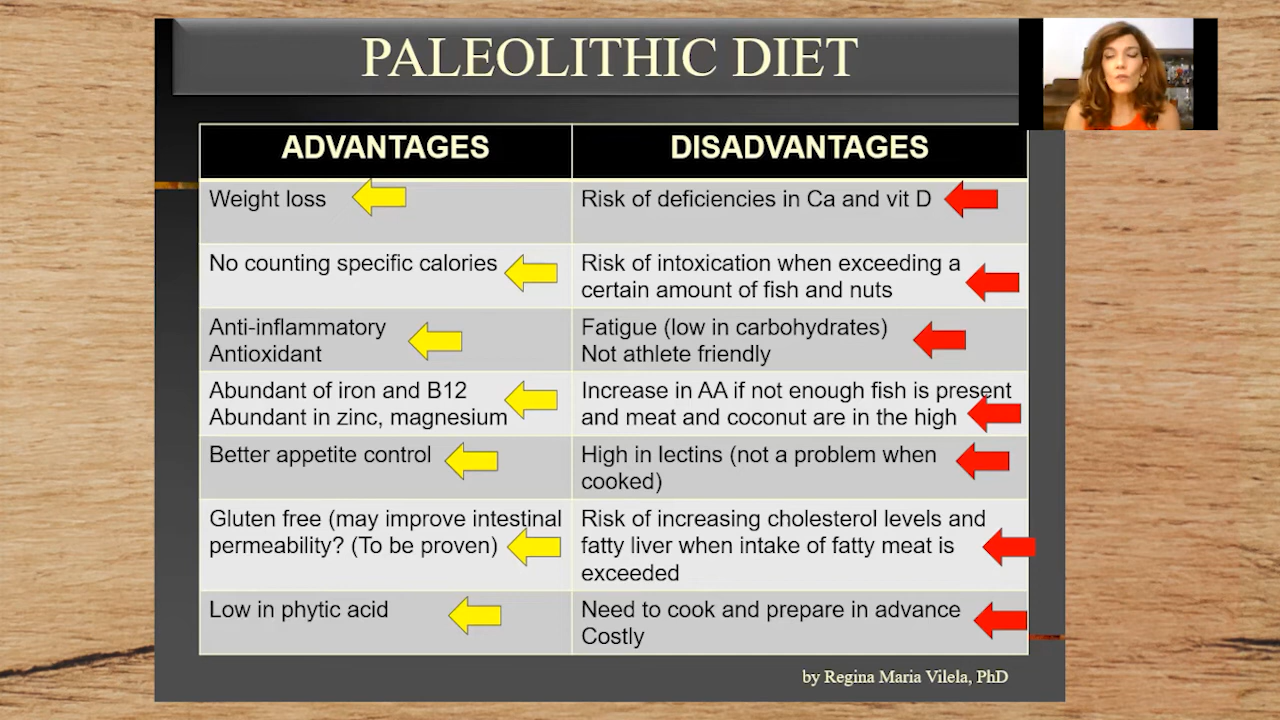 PALEOLITHIC DIET
ADVANTAGES
DISADVANTAGES
Weight loss
Risk of deficiencies in Ca and vit D
No counting specific calories
Risk of intoxication when exceeding a
certain amount of fish and nuts
Anti-inflammatory
Antioxidant
Fatigue (low in carbohydrates)
Not athlete friendly
Abundant of iron and B12
Abundant in zinc, magnesium
Increase in AA if not enough fish is present
and meat and coconut are in the high
Better appetite control
High in lectins (not a problem when
cooked)
Gluten free (may improve intestinal
permeability? (To be proven)
Risk of increasing cholesterol levels and
fatty liver when intake of fatty meat is
exceeded
Low in phytic acid
Need to cook and prepare in advance
Costly
by Regina Maria Vilela, PhD